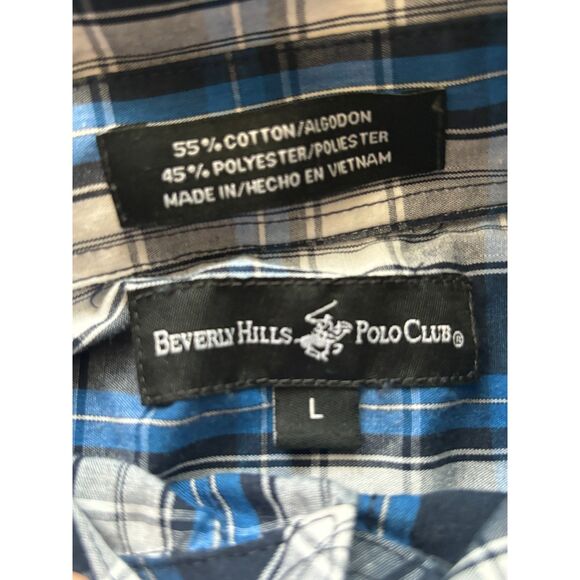 55% COTTON/ALGODON
45% POLYESTER/POLIESTER
MADE IN/HECHO EN VIETNAM
BEVERLY HILLS POLO CLUB®
L